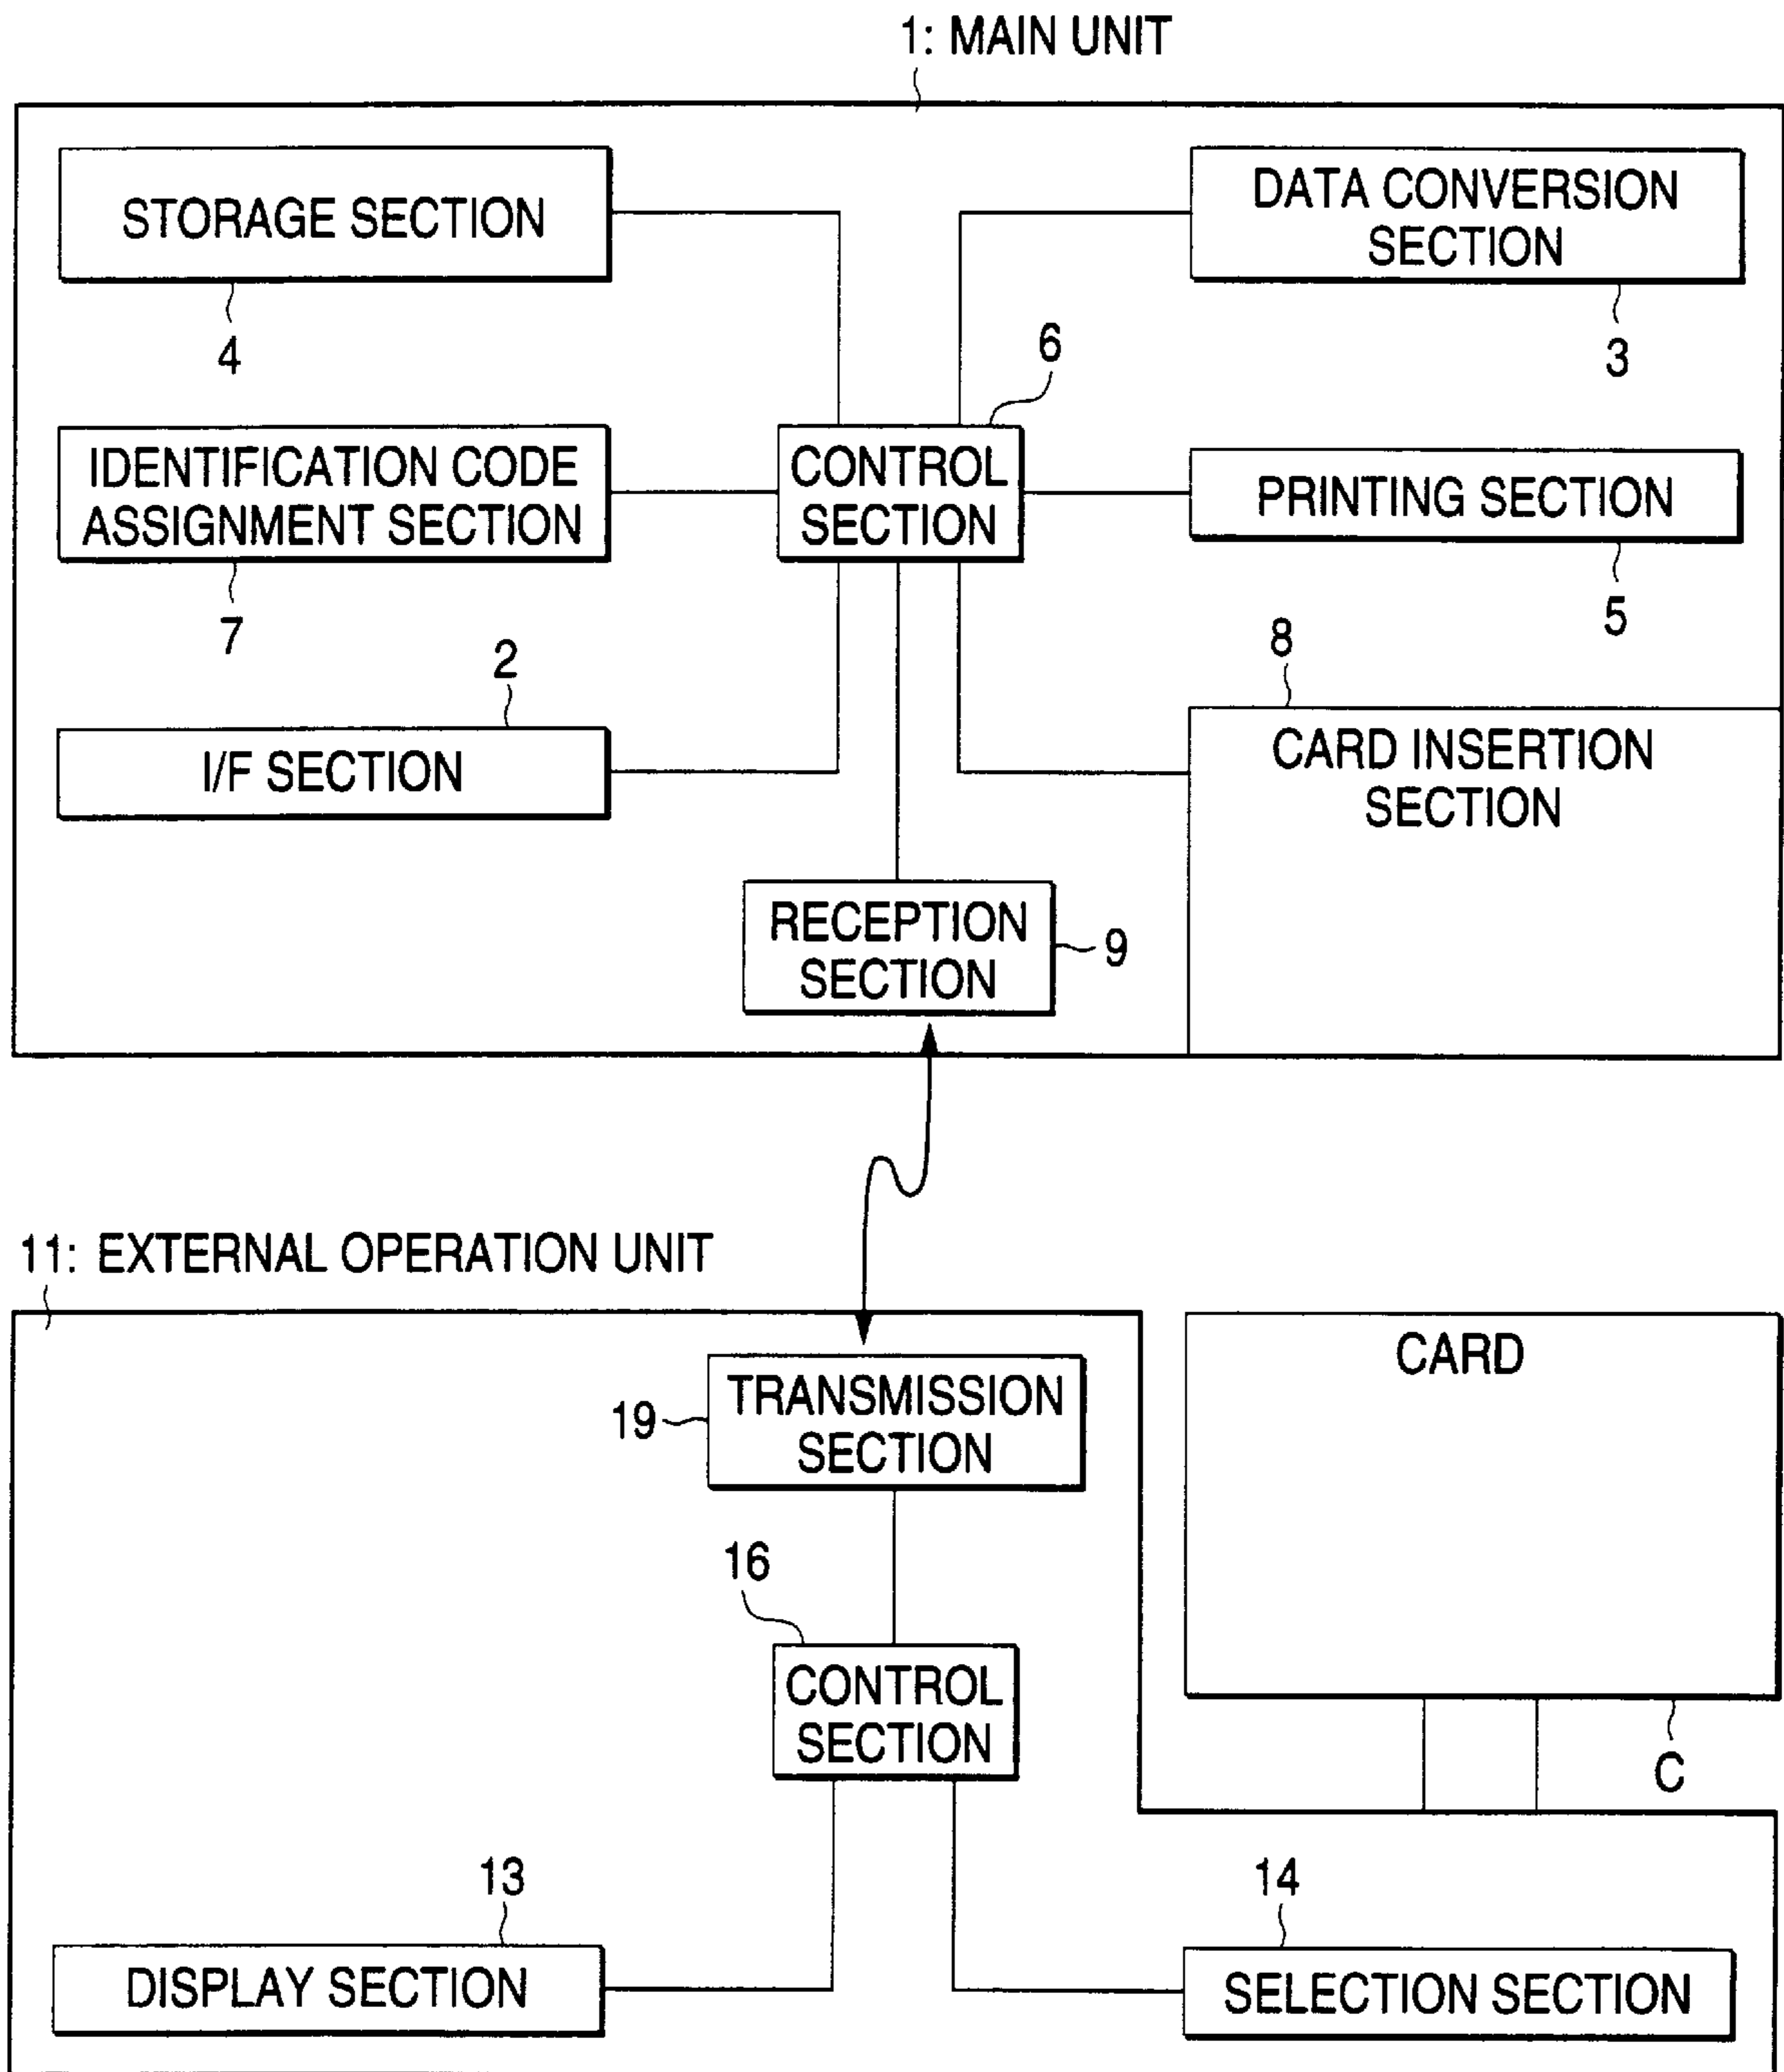 1: MAIN UNIT
STORAGE SECTION
4
DATA CONVERSION
SECTION
3
6
IDENTIFICATION CODE
ASSIGNMENT SECTION
7
CONTROL
SECTION
PRINTING SECTION
5
2
I/F SECTION
8
CARD INSERTION
SECTION
RECEPTION
SECTION
9
11: EXTERNAL OPERATION UNIT
TRANSMISSION
SECTION
19
CARD
C
16
CONTROL
SECTION
13
DISPLAY SECTION
14
SELECTION SECTION